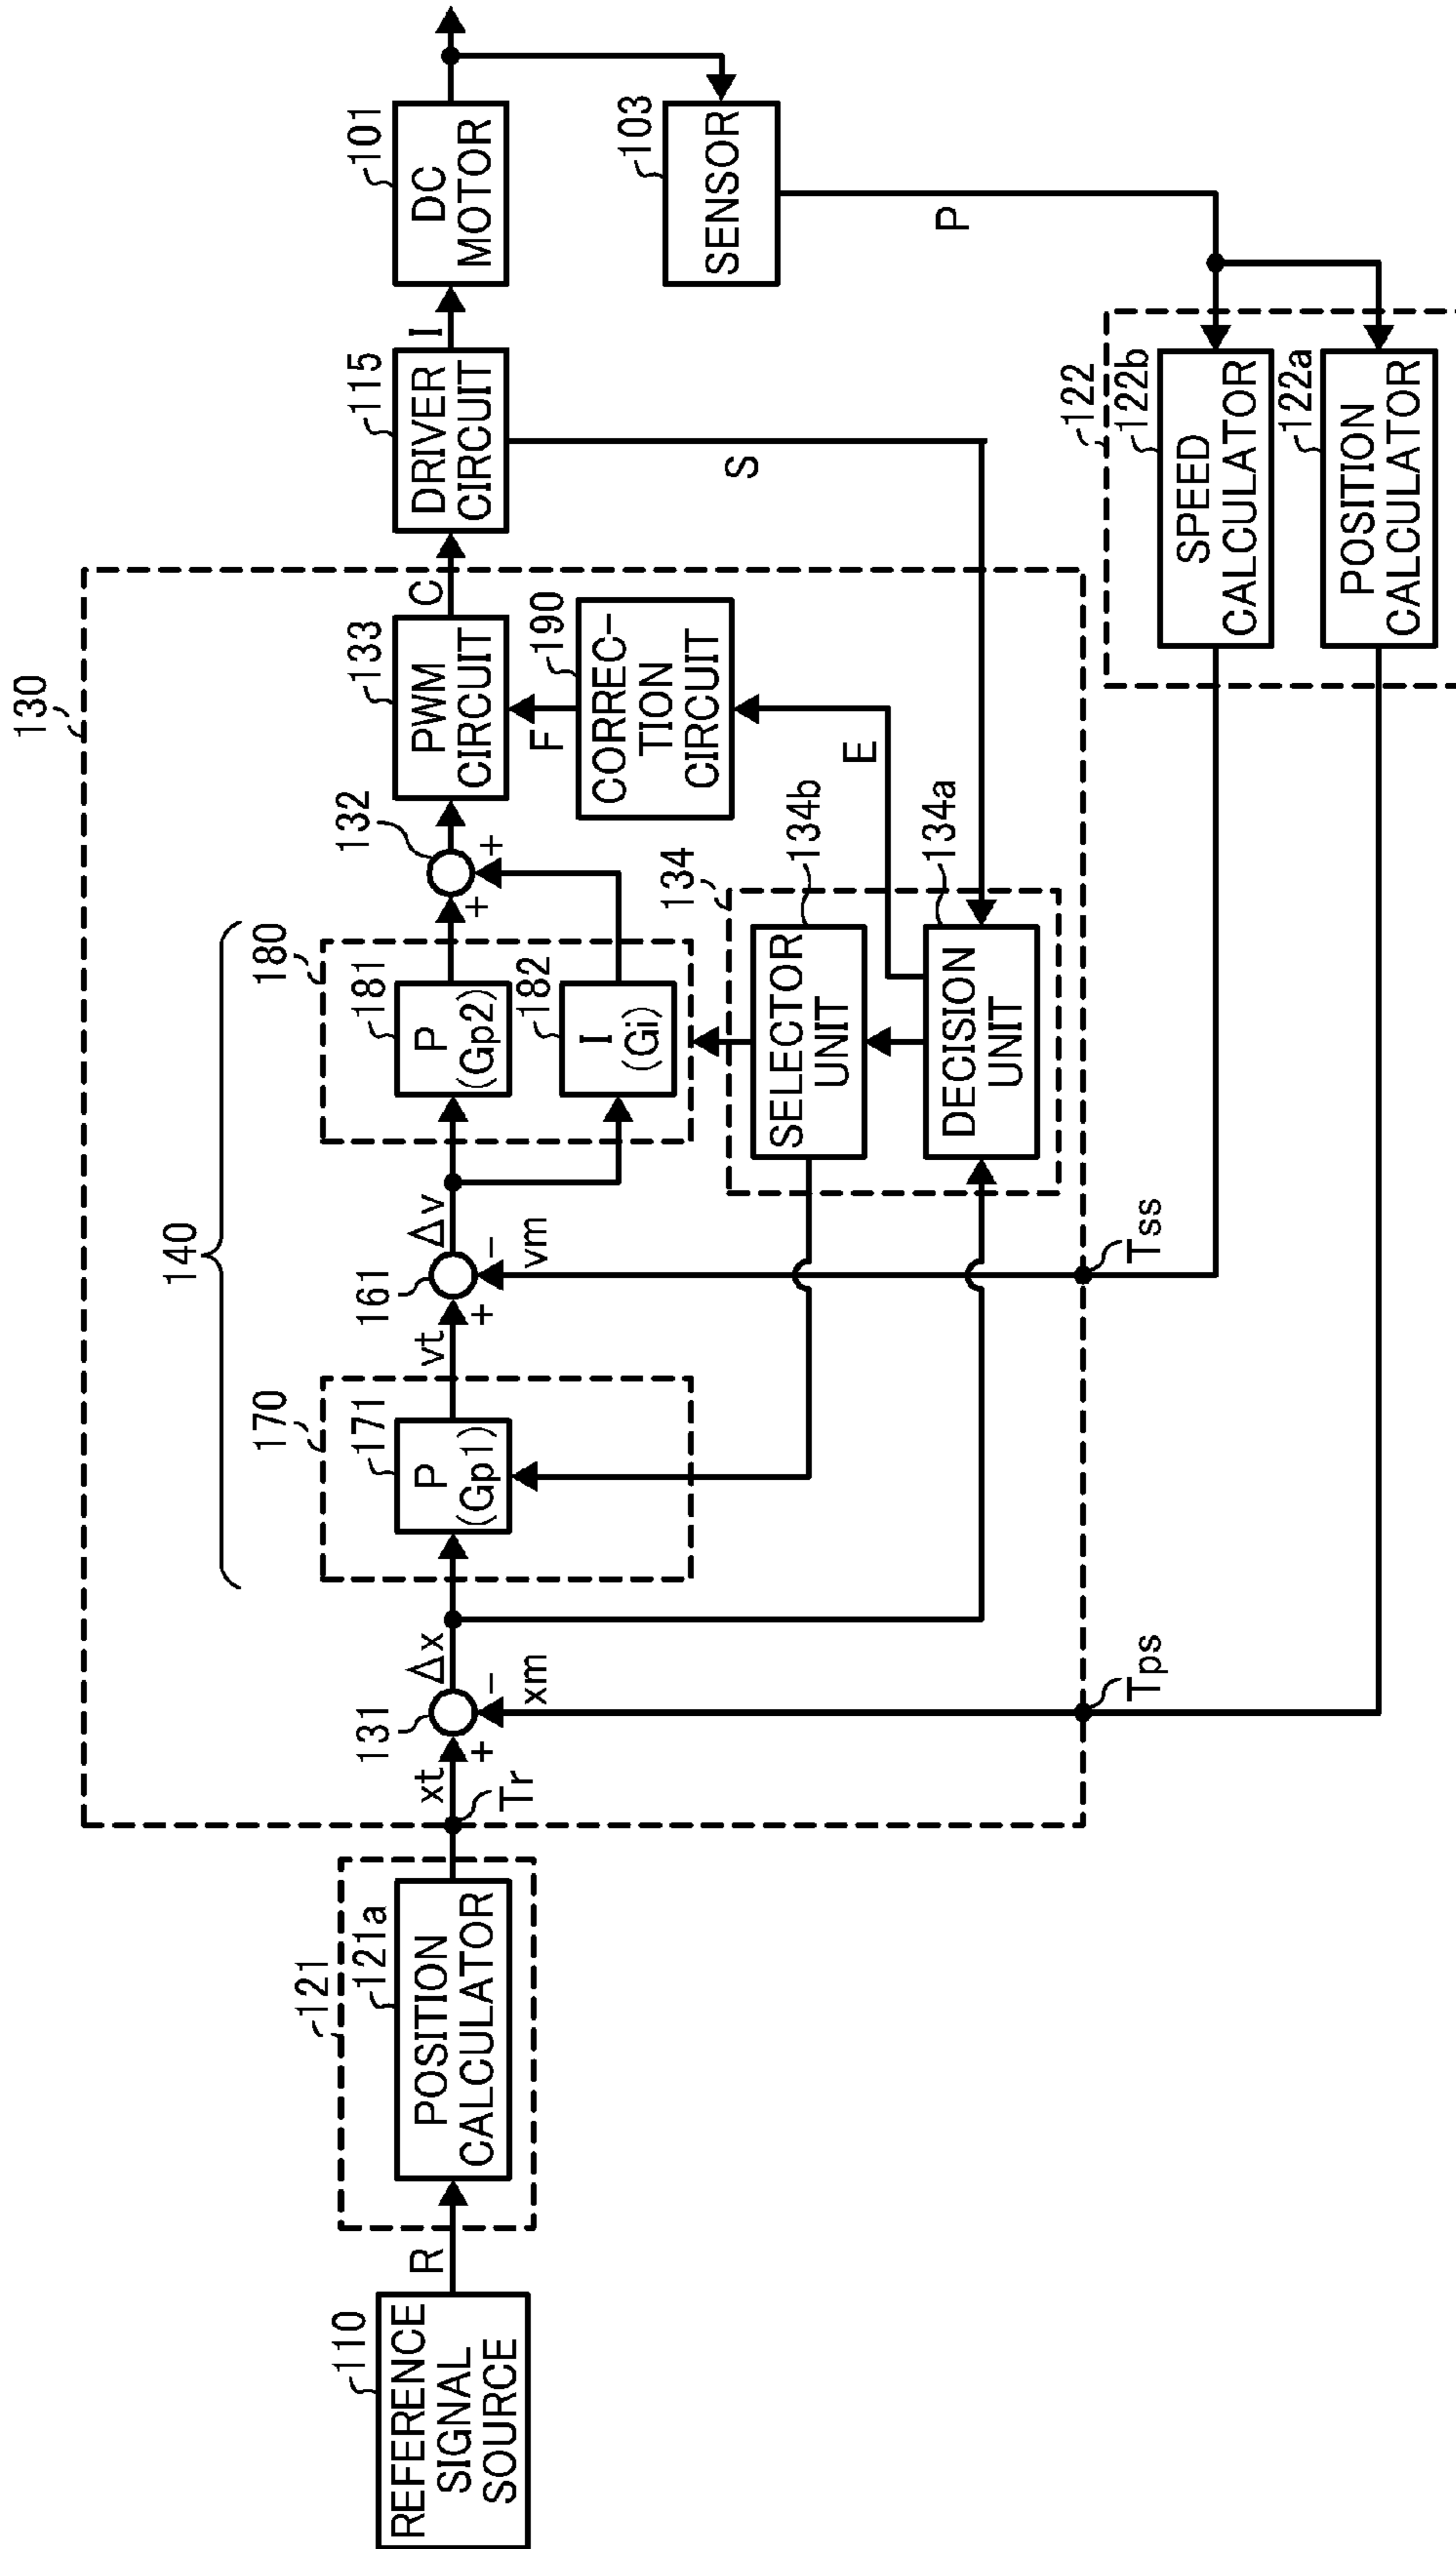 130
140
110
REFERENCE
SIGNAL
SOURCE
R
121
121a
POSITION
CALCULATOR
xt
Tr
131
+
-
Δx
xm
Tps
170
171
P
(Gp1)
vt
161
+
-
Δv
vm
Tss
180
181
P
(Gp2)
182
I
(Gi)
132
+
+
133
PWM
CIRCUIT
C
F
190
CORREC-
TION
CIRCUIT
E
134
134b
SELECTOR
UNIT
134a
DECISION
UNIT
115
DRIVER
CIRCUIT
S
I
101
DC
MOTOR
103
SENSOR
P
122
122b
SPEED
CALCULATOR
122a
POSITION
CALCULATOR